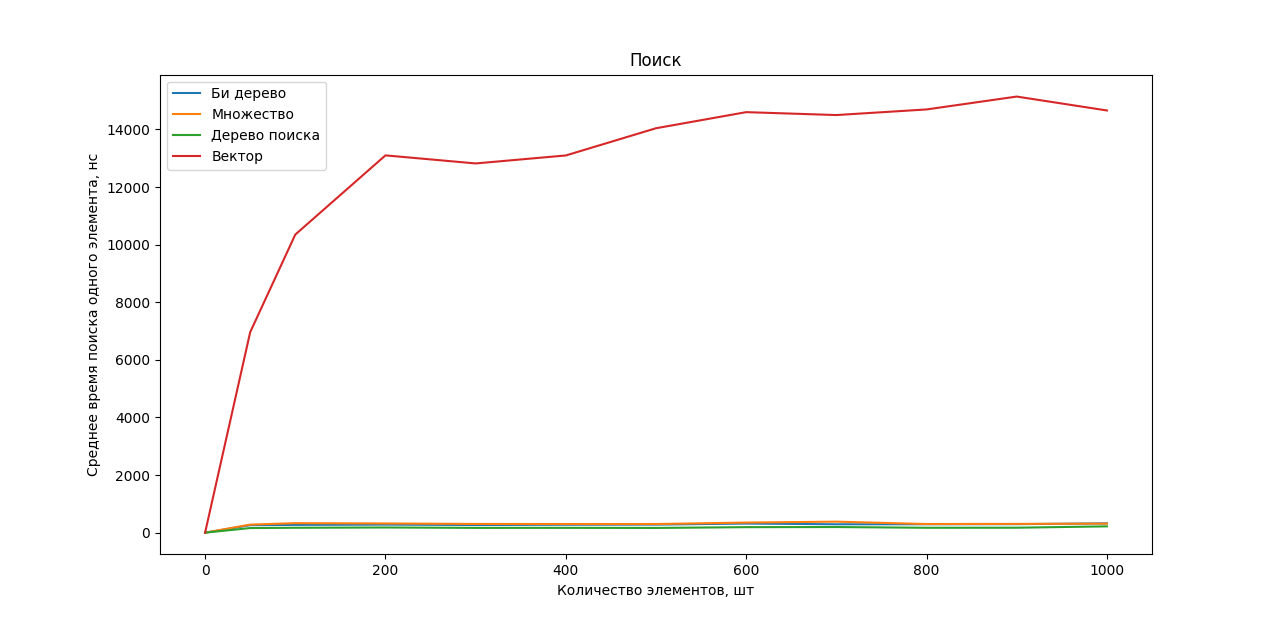 Поиск
Би дерево
Множество
Дерево поиска
Вектор
Среднее время поиска одного элемента, нс
14000
12000
10000
8000
6000
4000
2000
0
0 200 400 600 800 1000
Количество элементов, шт